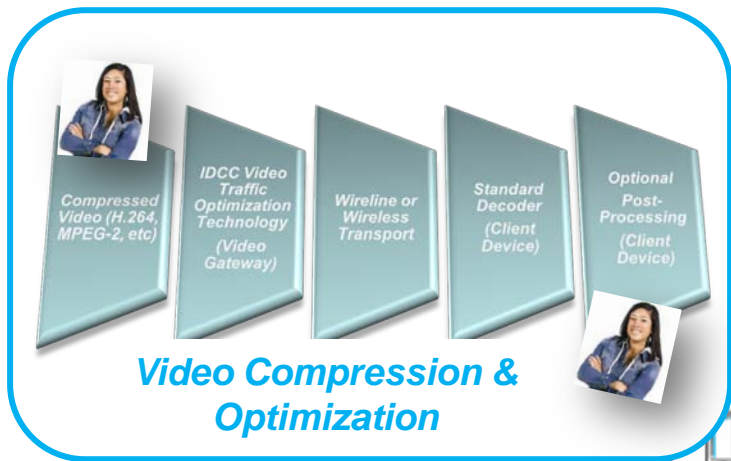 Compressed
Video (H.264,
MPEG-2, etc)
IDCC Video
Traffic
Optimization
Technology
(Video
Gateway)
Wireline or
Wireless
Transport
Standard
Decoder
(Client
Device)
Optional
Post-
Processing
(Client
Device)
Video Compression &
Optimization